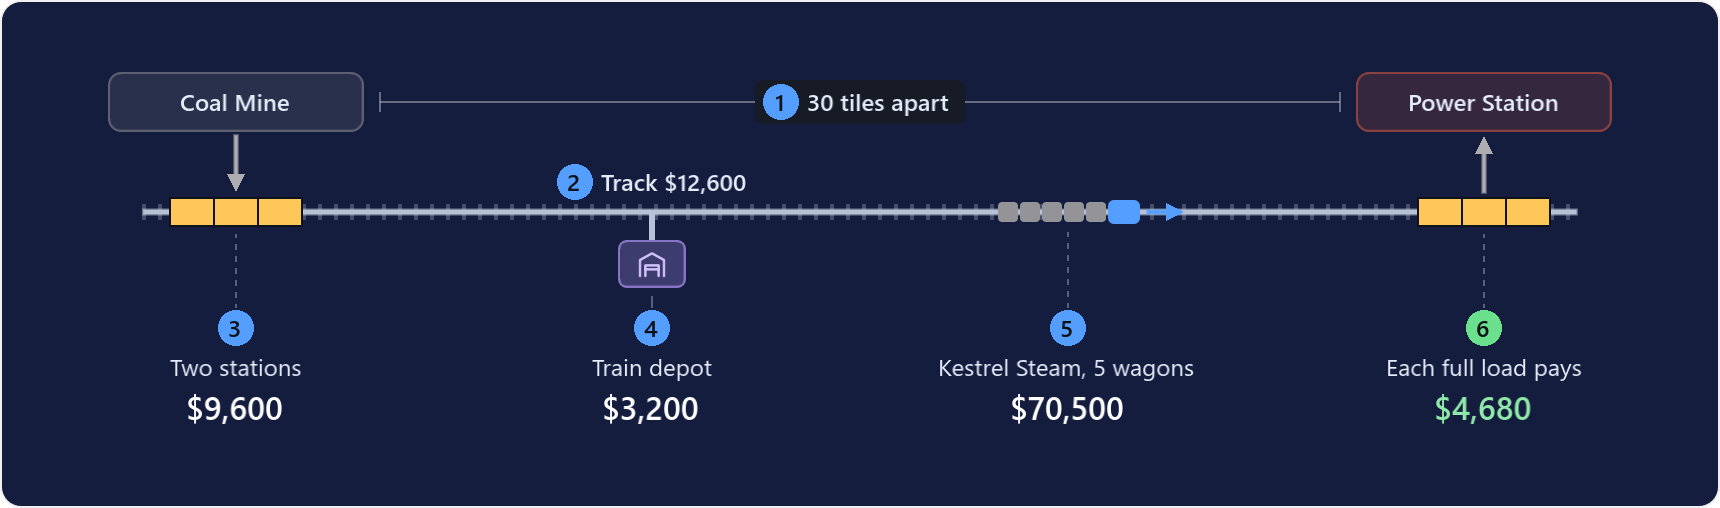 Coal Mine
1 30 tiles apart
Power Station
2 Track $12,600
3
Two stations
$9,600
4
Train depot
$3,200
5
Kestrel Steam, 5 wagons
$70,500
6
Each full load pays
$4,680